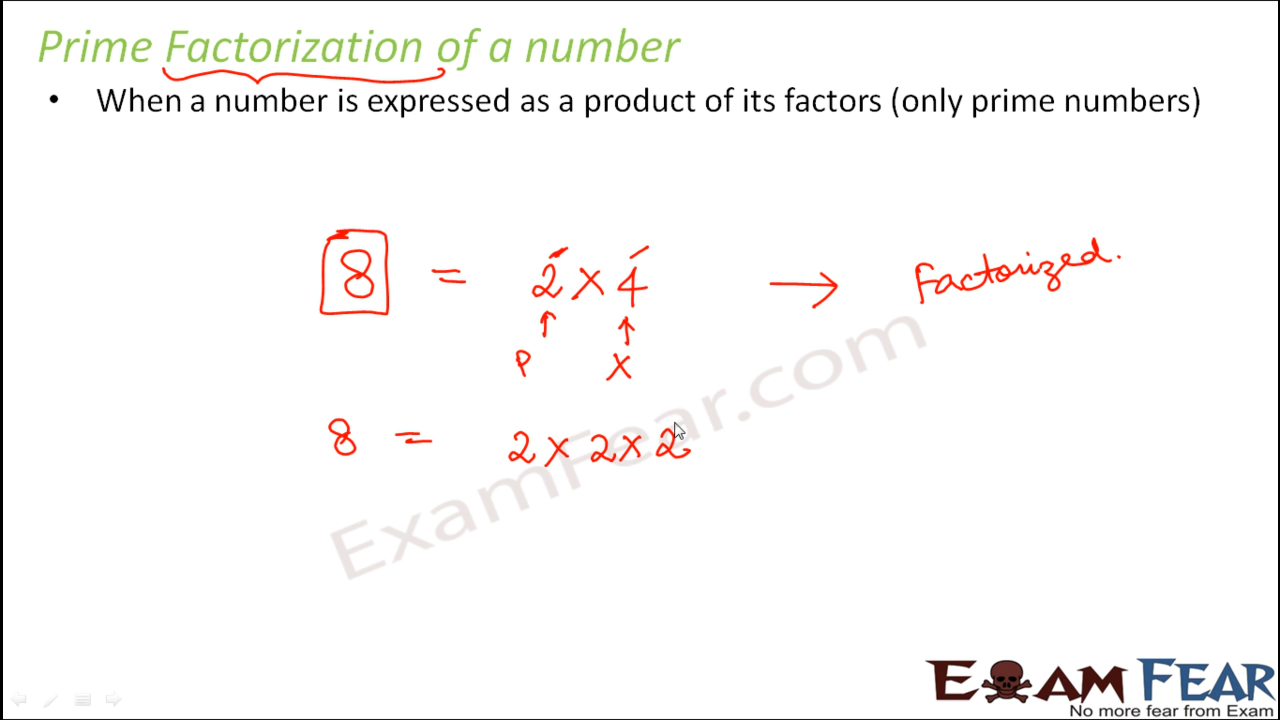 Prime Factorization of a number
• When a number is expressed as a product of its factors (only prime numbers)
8 = 2 × 4 → Factorized.
P X
8 = 2 × 2 × 2
ExamFear.com
EXAM FEAR
No more fear from Exam